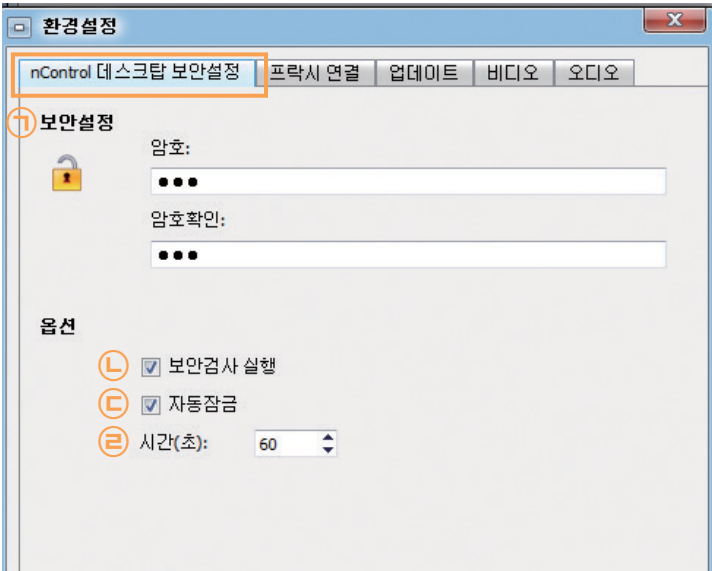 환경설정
nControl 데스크탑 보안설정 프락시 연결 업데이트 비디오 오디오
㉠ 보안설정
암호:
●●●
암호확인:
●●●
옵션
㉡ 보안검사 실행
㉢ 자동잠금
㉣ 시간(초): 60